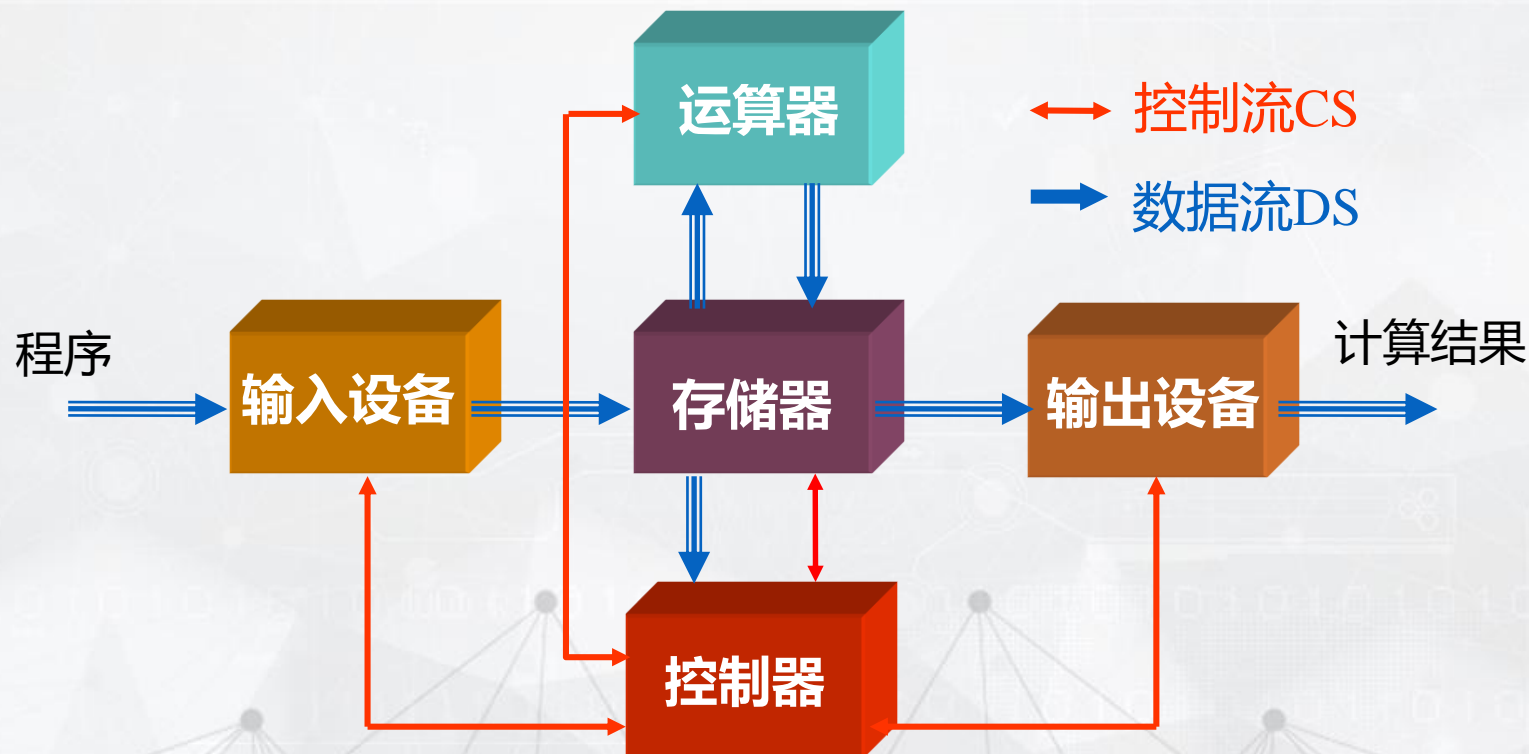 运算器
控制流CS
数据流DS
程序
输入设备
存储器
输出设备
计算结果
控制器